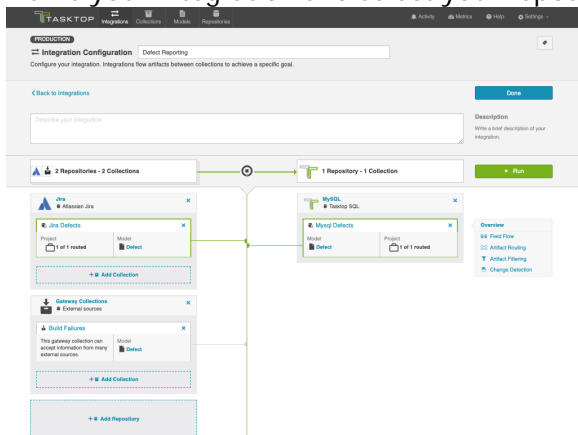 TASKTOP
Integrations
Collections
Models
Repositories
Activity
Metrics
Help
Settings
PRODUCTION
Integration Configuration
Defect Reporting
Configure your integration. Integrations flow artifacts between collections to achieve a specific goal.
Back to Integrations
Done
Describe your integration
Description
Write a brief description of your
integration.
2 Repositories - 2 Collections
1 Repository - 1 Collection
Run
Jira
Atlassian Jira
Jira Defects
Project
1 of 1 routed
Model
Defect
+ Add Collection
MySQL
Tasktop SQL
Mysql Defects
Model
Defect
Project
1 of 1 routed
Overview
Field Flow
Artifact Routing
Artifact Filtering
Change Detection
Gateway Collections
External sources
Build Failures
This gateway collection can
accept information from many
external sources.
Model
Defect
+ Add Collection
+ Add Repository